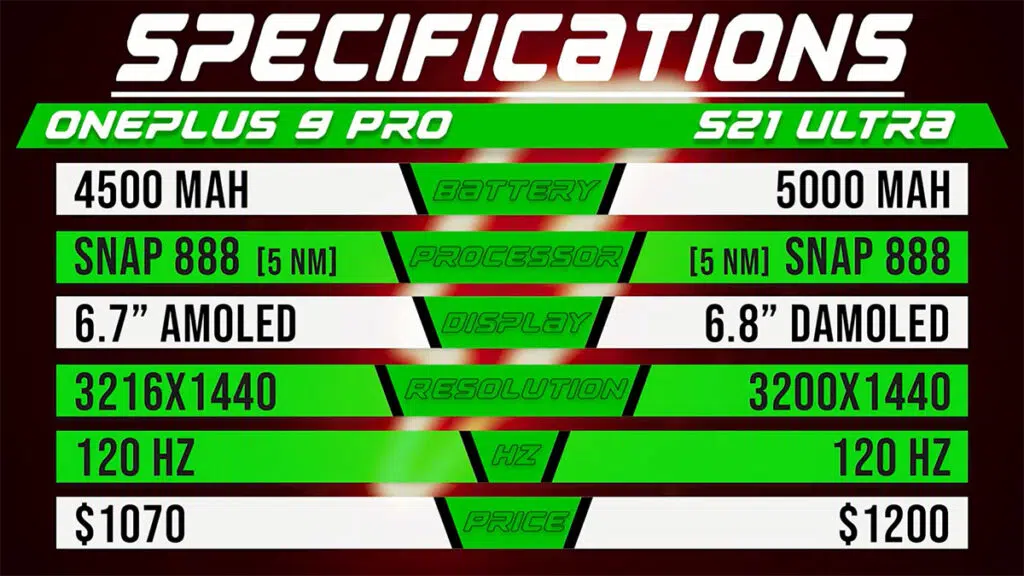 SPECIFICATIONS
ONEPLUS 9 PRO S21 ULTRA
4500 MAH BATTERY 5000 MAH
SNAP 888 [5 NM] PROCESSOR [5 NM] SNAP 888
6.7” AMOLED DISPLAY 6.8” DAMOLED
3216X1440 RESOLUTION 3200X1440
120 HZ HZ 120 HZ
$1070 PRICE $1200